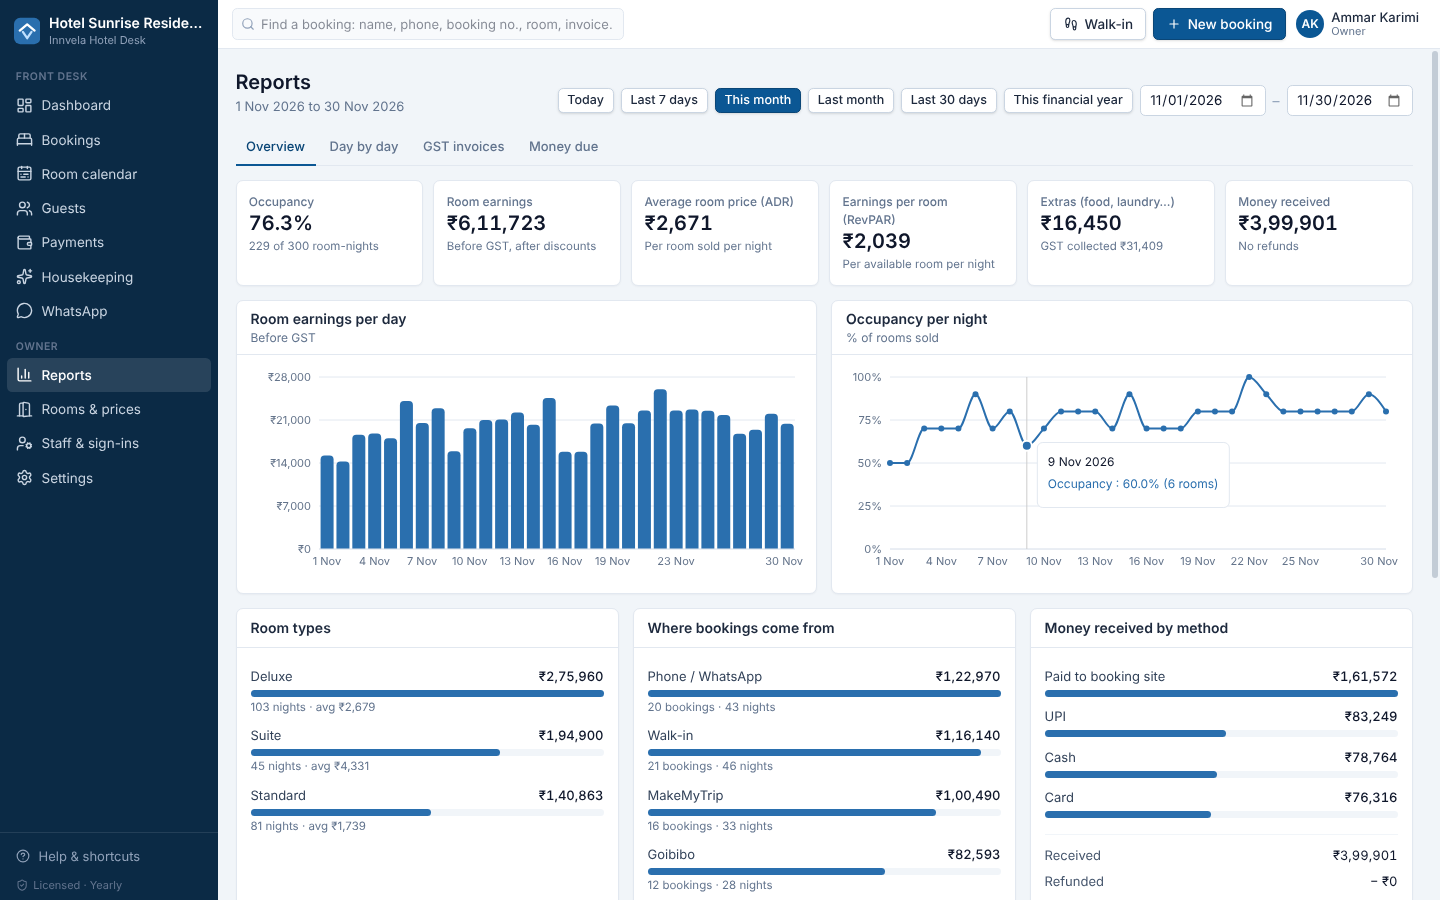 Hotel Sunrise Reside...
Innvela Hotel Desk
Find a booking: name, phone, booking no., room, invoice.
Walk-in
New booking
AK
Ammar Karimi
Owner
FRONT DESK
Dashboard
Bookings
Room calendar
Guests
Payments
Housekeeping
WhatsApp
OWNER
Reports
Rooms & prices
Staff & sign-ins
Settings
Help & shortcuts
Licensed · Yearly
Reports
1 Nov 2026 to 30 Nov 2026
Today
Last 7 days
This month
Last month
Last 30 days
This financial year
11/01/2026
–
11/30/2026
Overview
Day by day
GST invoices
Money due
Occupancy
76.3%
229 of 300 room-nights
Room earnings
₹6,11,723
Before GST, after discounts
Average room price (ADR)
₹2,671
Per room sold per night
Earnings per room
(RevPAR)
₹2,039
Per available room per night
Extras (food, laundry...)
₹16,450
GST collected ₹31,409
Money received
₹3,99,901
No refunds
Room earnings per day
Before GST
₹28,000
₹21,000
₹14,000
₹7,000
₹0
1 Nov 4 Nov 7 Nov 10 Nov 13 Nov 16 Nov 19 Nov 23 Nov 30 Nov
Occupancy per night
% of rooms sold
100%
75%
50%
25%
0%
9 Nov 2026
Occupancy : 60.0% (6 rooms)
1 Nov 4 Nov 7 Nov 10 Nov 13 Nov 16 Nov 19 Nov 22 Nov 25 Nov 30 Nov
Room types
Deluxe ₹2,75,960
103 nights · avg ₹2,679
Suite ₹1,94,900
45 nights · avg ₹4,331
Standard ₹1,40,863
81 nights · avg ₹1,739
Where bookings come from
Phone / WhatsApp ₹1,22,970
20 bookings · 43 nights
Walk-in ₹1,16,140
21 bookings · 46 nights
MakeMyTrip ₹1,00,490
16 bookings · 33 nights
Goibibo ₹82,593
12 bookings · 28 nights
Money received by method
Paid to booking site ₹1,61,572
UPI ₹83,249
Cash ₹78,764
Card ₹76,316
Received ₹3,99,901
Refunded − ₹0